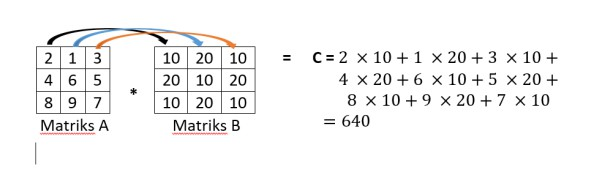 2 1 3 10 20 10 = C = 2 × 10 + 1 × 20 + 3 × 10 +
4 6 5 * 20 10 20 4 × 20 + 6 × 10 + 5 × 20 +
8 9 7 10 20 10 8 × 10 + 9 × 20 + 7 × 10
Matriks A Matriks B = 640